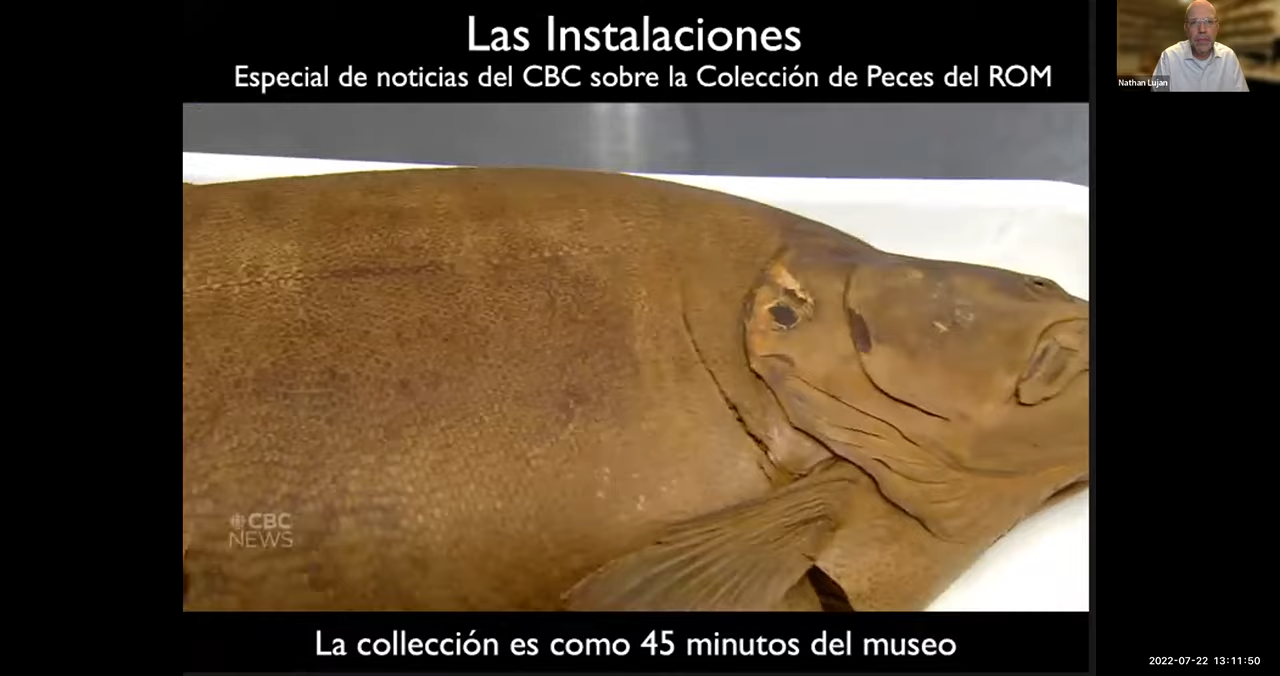 Las Instalaciones
Especial de noticias del CBC sobre la Colección de Peces del ROM
Nathan Lujan
CBC
NEWS
La collección es como 45 minutos del museo
2022-07-22 13:11:50